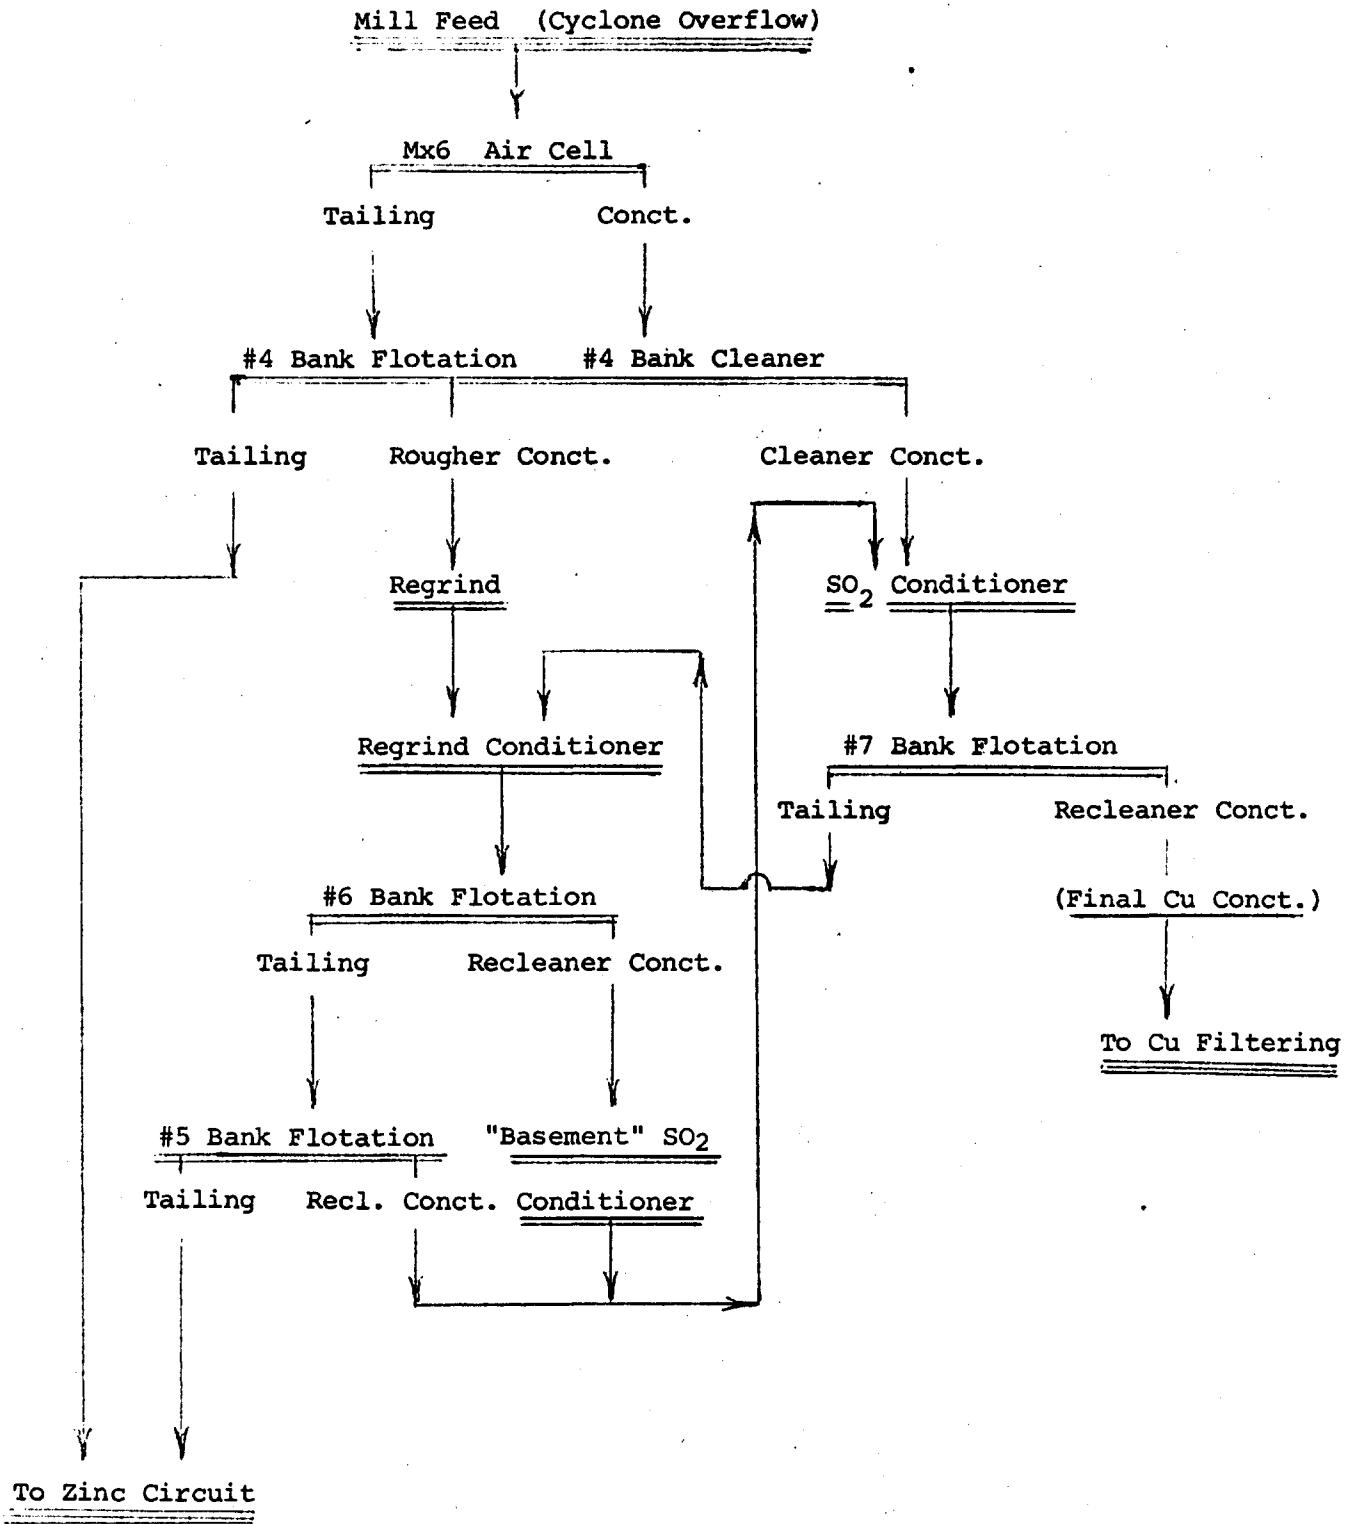 Mill Feed (Cyclone Overflow)
Mx6 Air Cell
Tailing Conct.
#4 Bank Flotation #4 Bank Cleaner
Tailing Rougher Conct. Cleaner Conct.
Regrind SO2 Conditioner
Regrind Conditioner #7 Bank Flotation
Tailing Recleaner Conct.
#6 Bank Flotation (Final Cu Conct.)
Tailing Recleaner Conct.
To Cu Filtering
#5 Bank Flotation "Basement" SO2
Tailing Recl. Conct. Conditioner
To Zinc Circuit